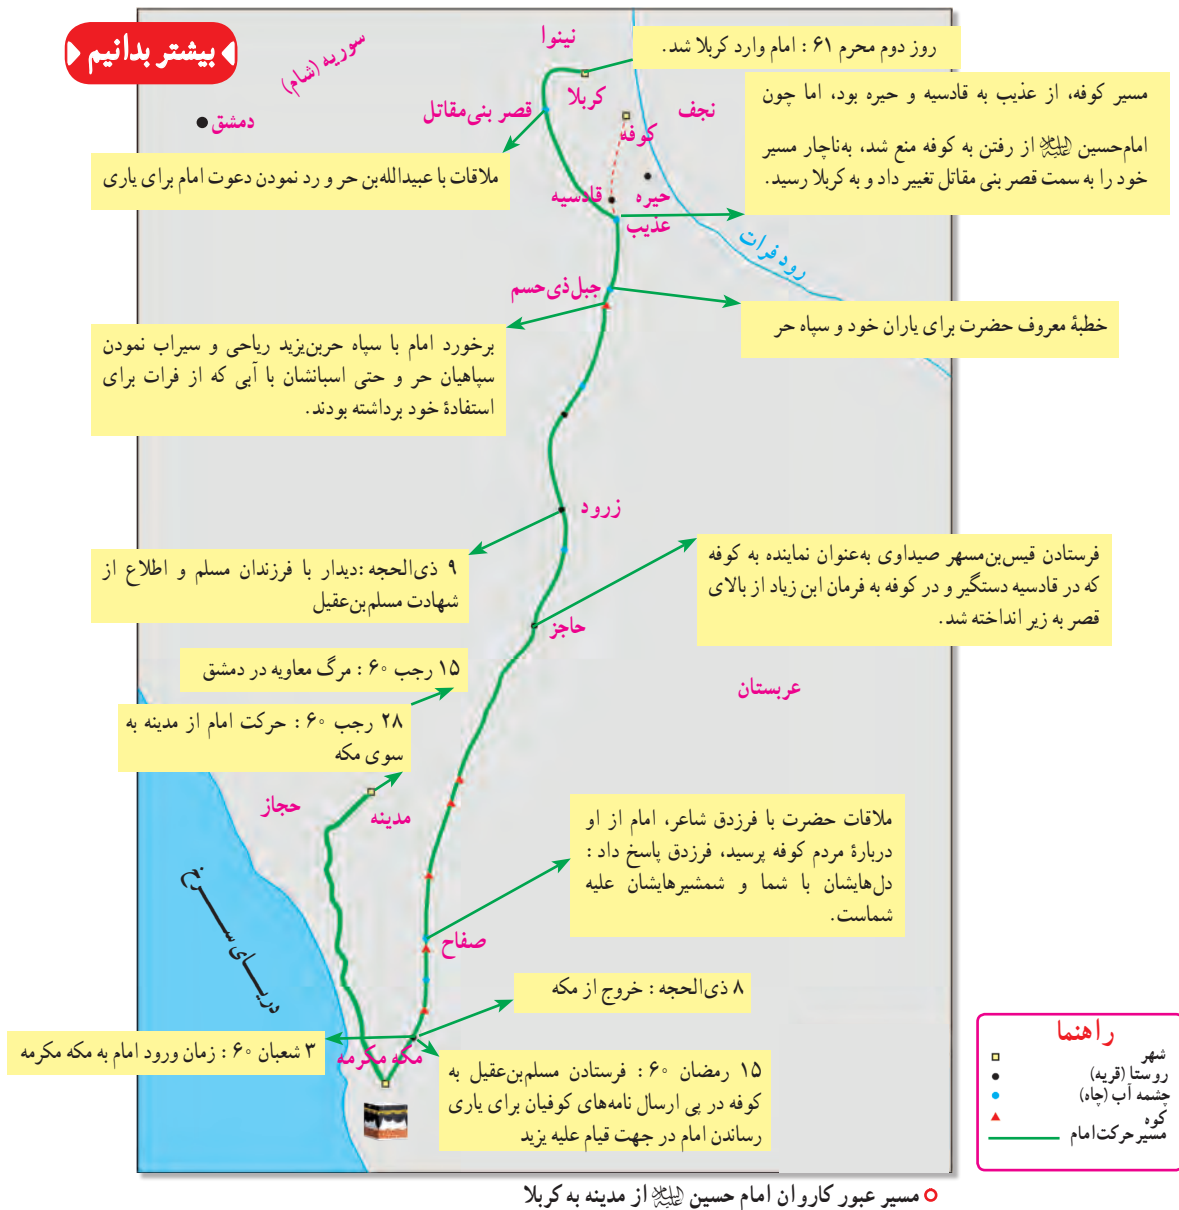 بیشتر بدانیم
سوریه (شام)
نینوا
روز دوم محرم ۶۱ : امام وارد کربلا شد.
کربلا
نجف
کوفه
قصر بنی‌مقاتل
دمشق
مسیر کوفه، از عذیب به قادسیه و حیره بود، اما چون
امام‌حسین علیه‌السلام از رفتن به کوفه منع شد، به‌ناچار مسیر
خود را به سمت قصر بنی مقاتل تغییر داد و به کربلا رسید.
ملاقات با عبیدالله‌بن حر و رد نمودن دعوت امام برای یاری
قادسیه
حیره
عذیب
رود فرات
جبل‌ذی‌حسم
خطبۀ معروف حضرت برای یاران خود و سپاه حر
برخورد امام با سپاه حربن‌یزید ریاحی و سیراب نمودن
سپاهیان حر و حتی اسبانشان با آبی که از فرات برای
استفادۀ خود برداشته بودند.
زرود
۹ ذی‌الحجه :دیدار با فرزندان مسلم و اطلاع از
شهادت مسلم‌بن‌عقیل
فرستادن قیس‌بن‌مسهر صیداوی به‌عنوان نماینده به کوفه
که در قادسیه دستگیر و در کوفه به فرمان ابن زیاد از بالای
قصر به زیر انداخته شد.
حاجز
۱۵ رجب ۶۰ : مرگ معاویه در دمشق
عربستان
۲۸ رجب ۶۰ : حرکت امام از مدینه به
سوی مکه
حجاز
مدینه
ملاقات حضرت با فرزدق شاعر، امام از او
دربارۀ مردم کوفه پرسید، فرزدق پاسخ داد :
دل‌هایشان با شما و شمشیرهایشان علیه
شماست.
دریـــای ســـرخ
صفاح
۸ ذی‌الحجه : خروج از مکه
۳ شعبان ۶۰ : زمان ورود امام به مکه مکرمه
مکه مکرمه
۱۵ رمضان ۶۰ : فرستادن مسلم‌بن‌عقیل به
کوفه در پی ارسال نامه‌های کوفیان برای یاری
رساندن امام در جهت قیام علیه یزید
راهنما
شهر
روستا (قریه)
چشمه آب (چاه)
کوه
مسیر حرکت امام
مسیر عبور کاروان امام حسین علیه‌السلام از مدینه به کربلا